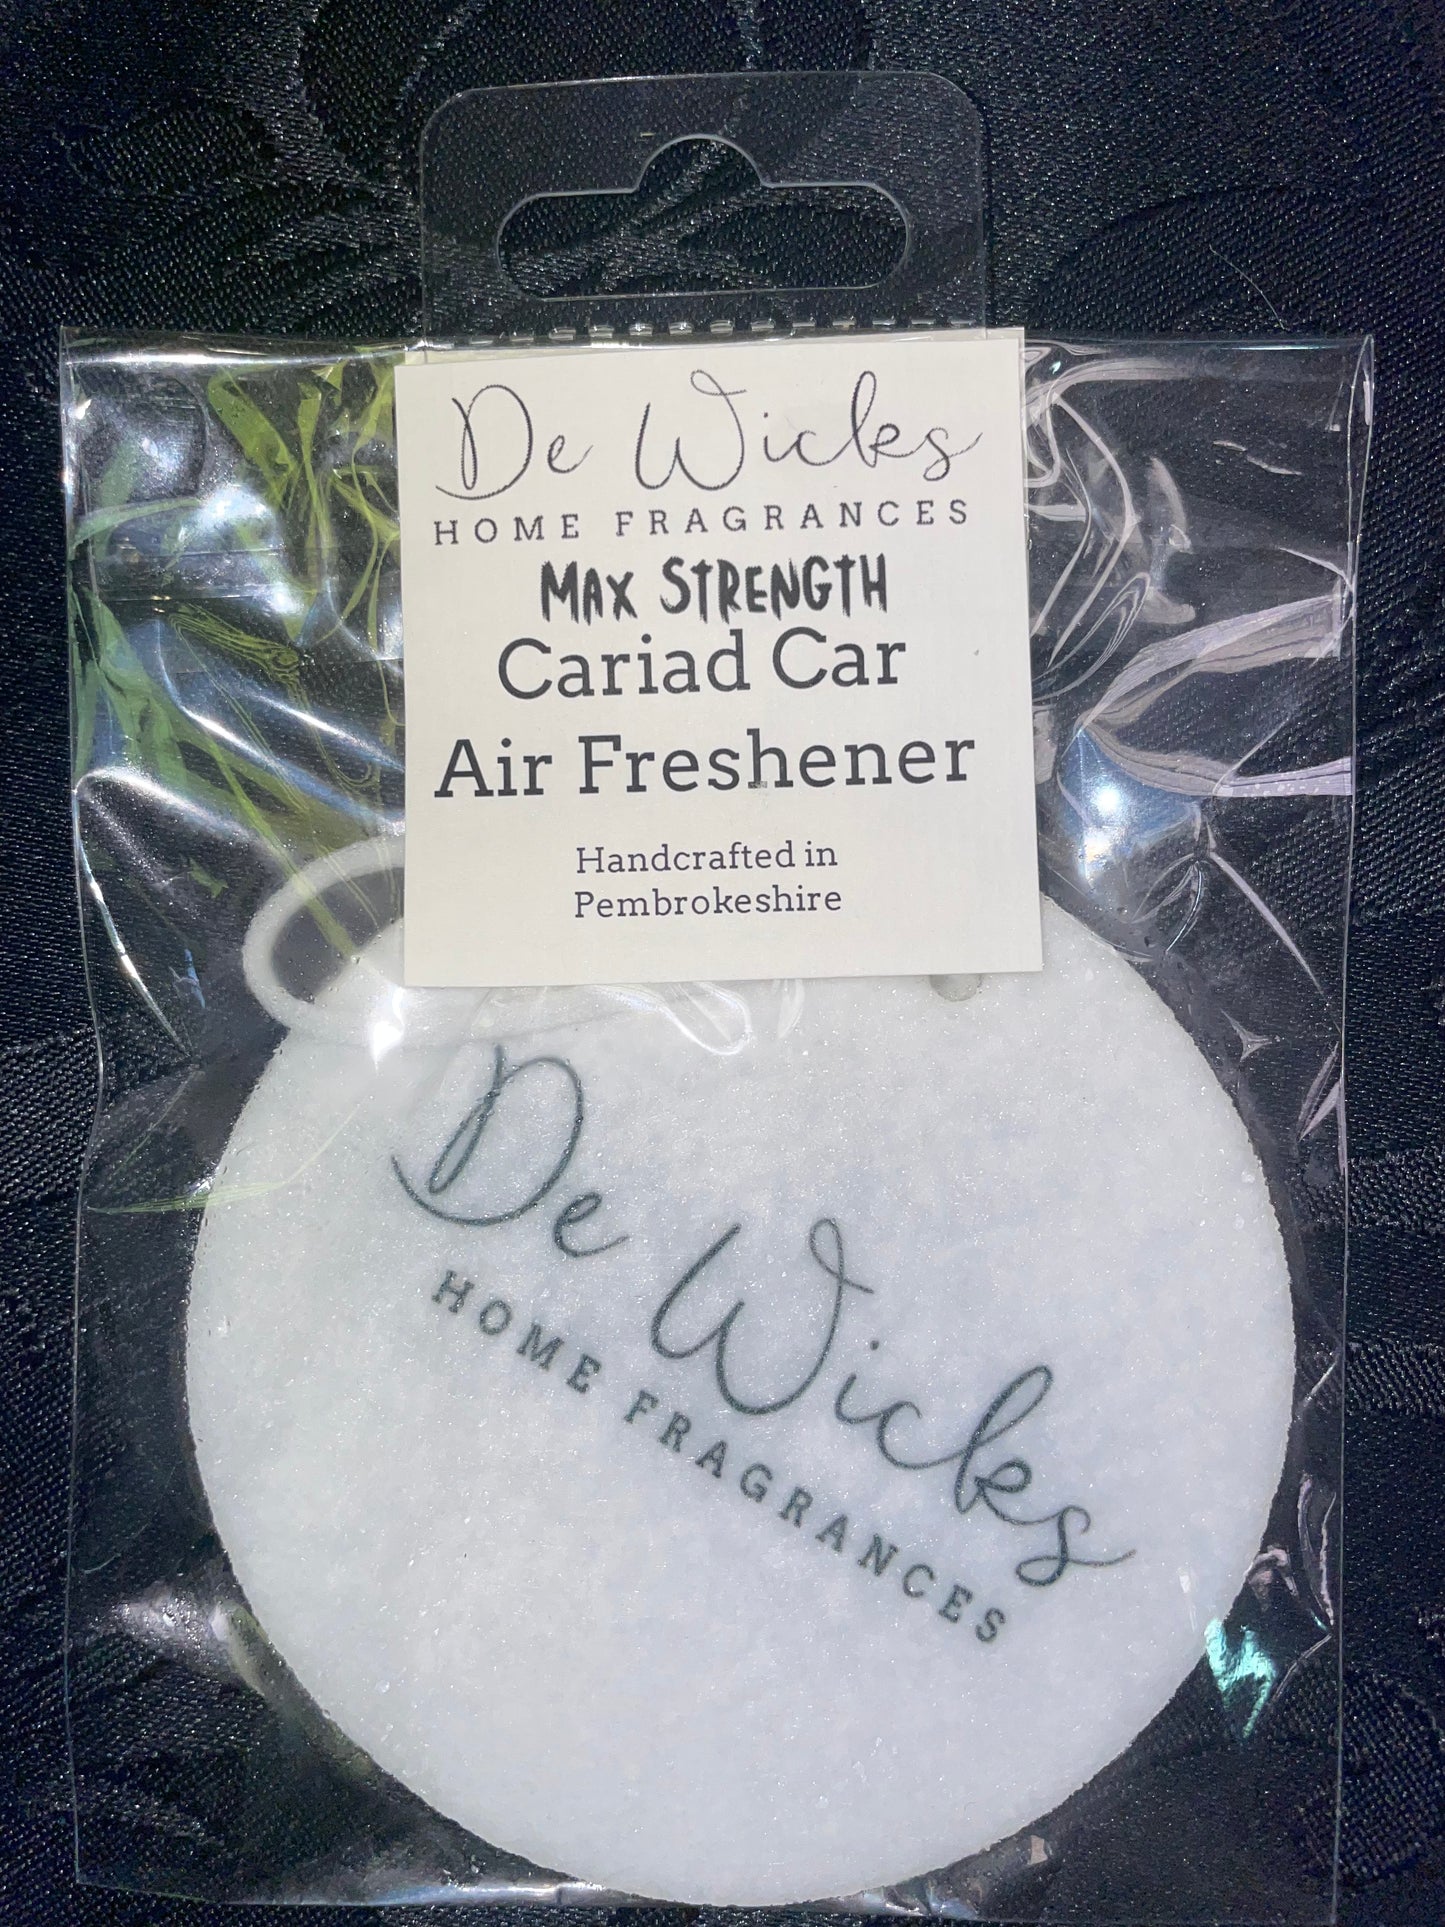 De Wicks
HOME FRAGRANCES
MAX STRENGTH
Cariad Car
Air Freshener
Handcrafted in
Pembrokeshire
De Wicks
HOME FRAGRANCES